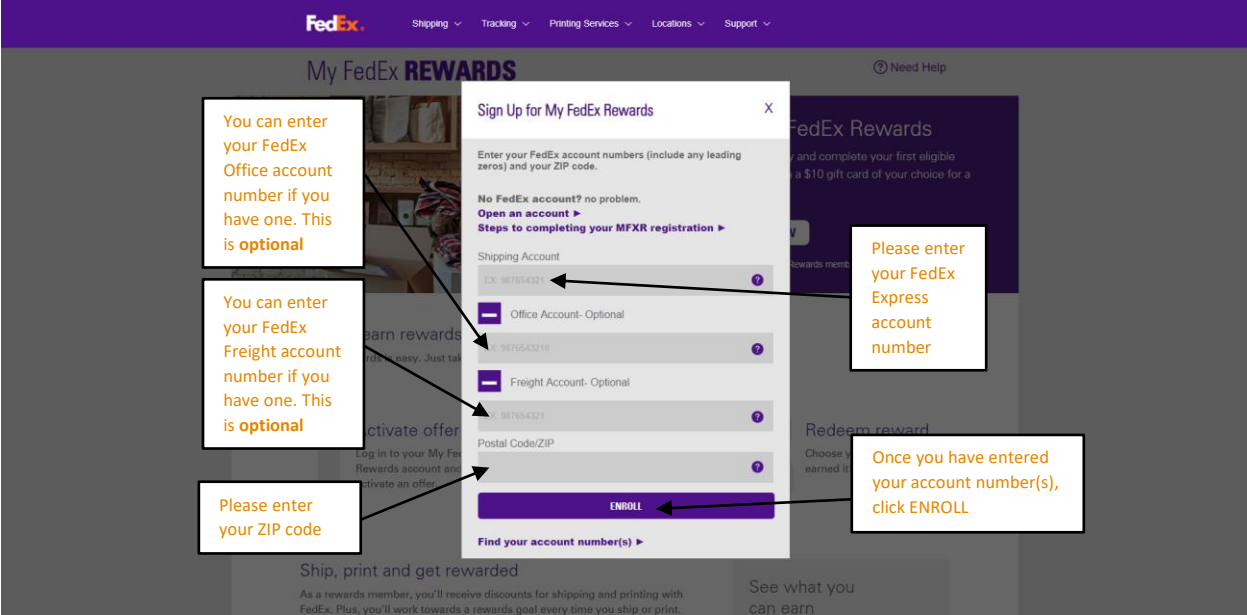 FedEx.
Shipping
Tracking
Printing Services
Locations
Support
My FedEx REWARDS
Need Help
You can enter
your FedEx
Office account
number if you
have one. This
is optional
You can enter
your FedEx
Freight account
number if you
have one. This
is optional
Please enter
your ZIP code
Sign Up for My FedEx Rewards
X
Enter your FedEx account numbers (include any leading
zeros) and your ZIP code.
No FedEx account? no problem.
Open an account ►
Steps to completing your MFXR registration ►
Shipping Account
EX: 987654321
?
Office Account- Optional
EX: 9876543210
?
Freight Account- Optional
EX: 987654321
?
Postal Code/ZIP
?
ENROLL
Find your account number(s) ►
FedEx Rewards
and complete your first eligible
a $10 gift card of your choice for a
Rewards
Please enter
your FedEx
Express
account
number
Once you have entered
your account number(s),
click ENROLL
rewards
is easy. Just
Activate offer
Log in to your My
Rewards account and
activate an offer.
Redeem reward
Choose
earned
Ship, print and get rewarded
As a rewards member, you'll receive discounts for shipping and printing with
FedEx. Plus, you'll work towards a rewards goal every time you ship or print.
See what you
can earn